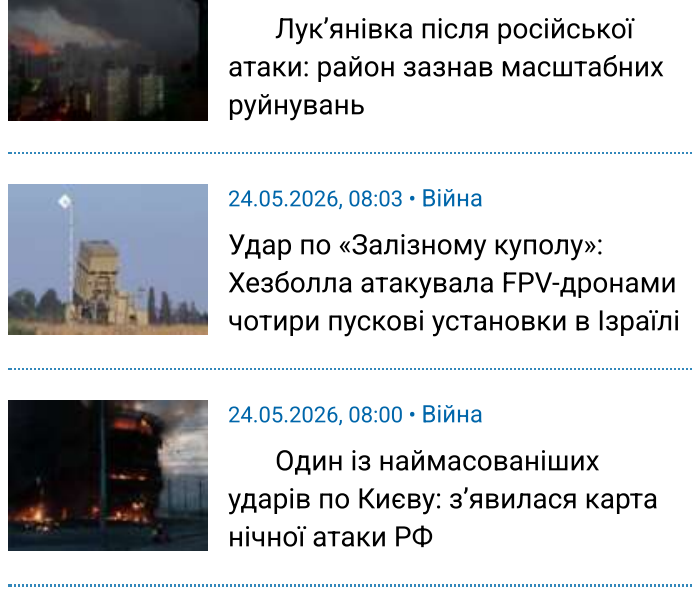 Лук’янівка після російської
атаки: район зазнав масштабних
руйнувань
24.05.2026, 08:03 • Війна
Удар по «Залізному куполу»:
Хезболла атакувала FPV-дронами
чотири пускові установки в Ізраїлі
24.05.2026, 08:00 • Війна
Один із наймасованіших
ударів по Києву: з’явилася карта
нічної атаки РФ